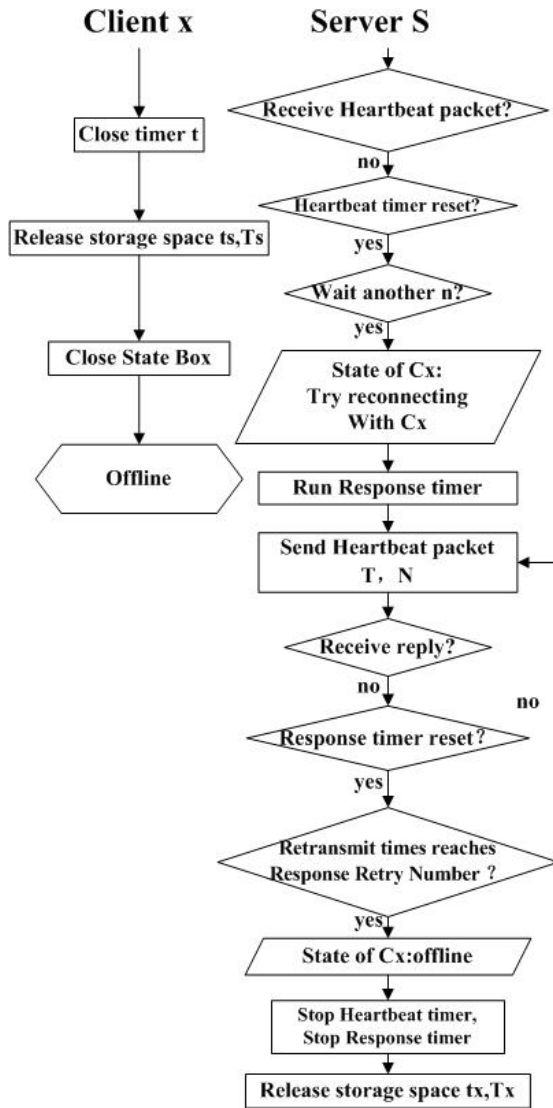 Client x
Close timer t
Release storage space ts,Ts
Close State Box
Offline
Server S
Receive Heartbeat packet?
no
Heartbeat timer reset?
yes
Wait another n?
yes
State of Cx:
Try reconnecting
With Cx
Run Response timer
Send Heartbeat packet
T，N
Receive reply?
no
no
Response timer reset？
yes
Retransmit times reaches
Response Retry Number？
yes
State of Cx:offline
Stop Heartbeat timer,
Stop Response timer
Release storage space tx,Tx